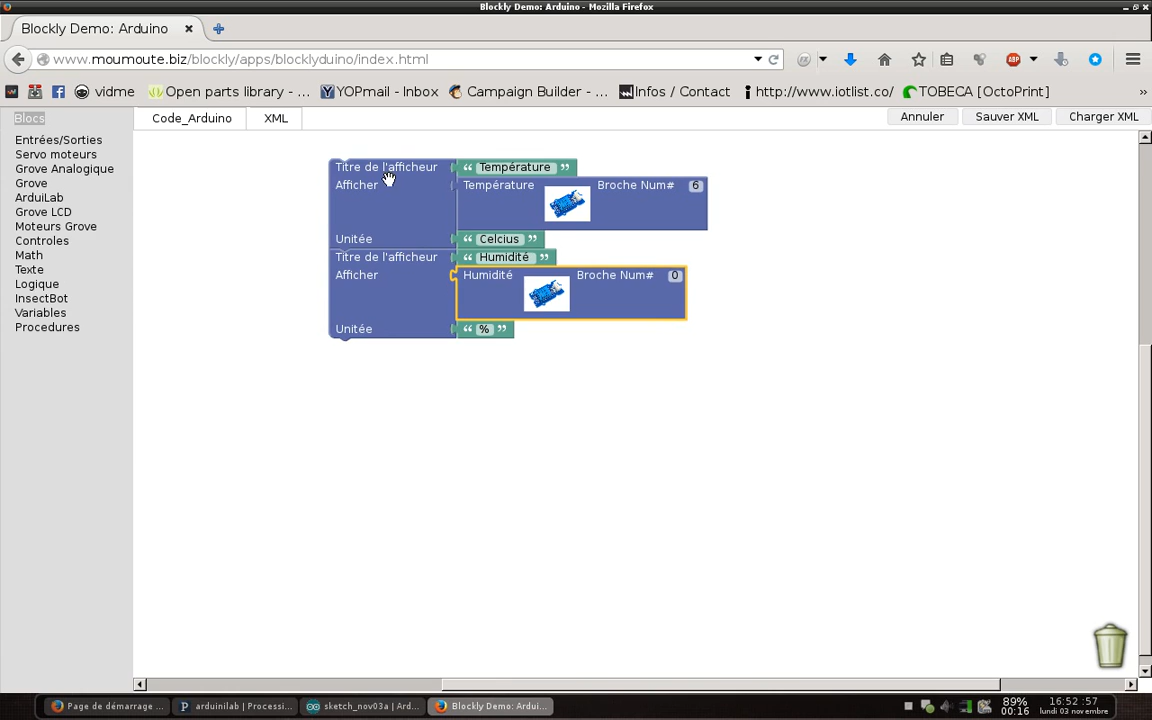 Blockly Demo: Arduino - Mozilla Firefox
Blockly Demo: Arduino
www.moumoute.biz/blockly/apps/blocklyduino/index.html
vidme
Open parts library - ...
YOPmail - Inbox
Campaign Builder - ...
Infos / Contact
http://www.iotlist.co/
TOBECA [OctoPrint]
»
Blocs
Code_Arduino
XML
Annuler
Sauver XML
Charger XML
Entrées/Sorties
Servo moteurs
Grove Analogique
Grove
ArduiLab
Grove LCD
Moteurs Grove
Controles
Math
Texte
Logique
InsectBot
Variables
Procedures
Titre de l'afficheur “ Température ”
Afficher Température Broche Num# 6
Unitée “ Celcius ”
Titre de l'afficheur “ Humidité ”
Afficher Humidité Broche Num# 0
Unitée “ % ”
Page de démarrage ...
arduinilab | Processi...
sketch_nov03a | Ard...
Blockly Demo: Ardui...
89%
00:16
16:52 :57
lundi 03 novembre